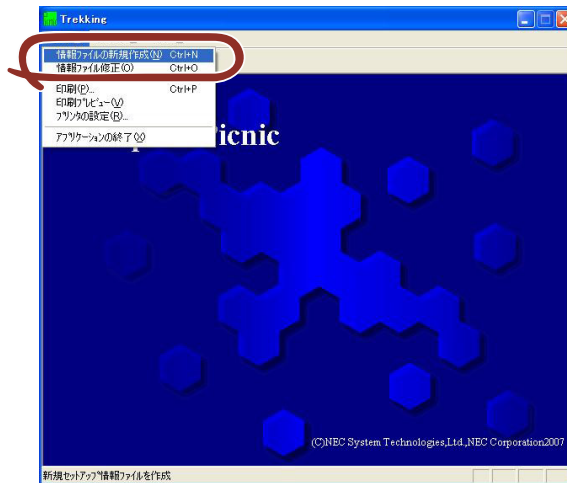 Trekking
情報ファイルの新規作成(N) Ctrl+N
情報ファイル修正(O) Ctrl+O
印刷(P)... Ctrl+P
印刷プレビュー(V)
プリンタの設定(R)...
アプリケーションの終了(X)
icnic
(C)NEC System Technologies,Ltd.,NEC Corporation2007
新規セットアップ情報ファイルを作成